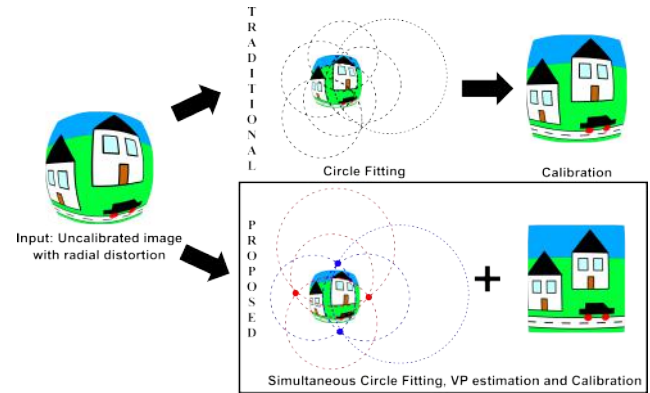 TRADITIONAL
Circle Fitting
Calibration
Input: Uncalibrated image
with radial distortion
PROPOSED
Simultaneous Circle Fitting, VP estimation and Calibration